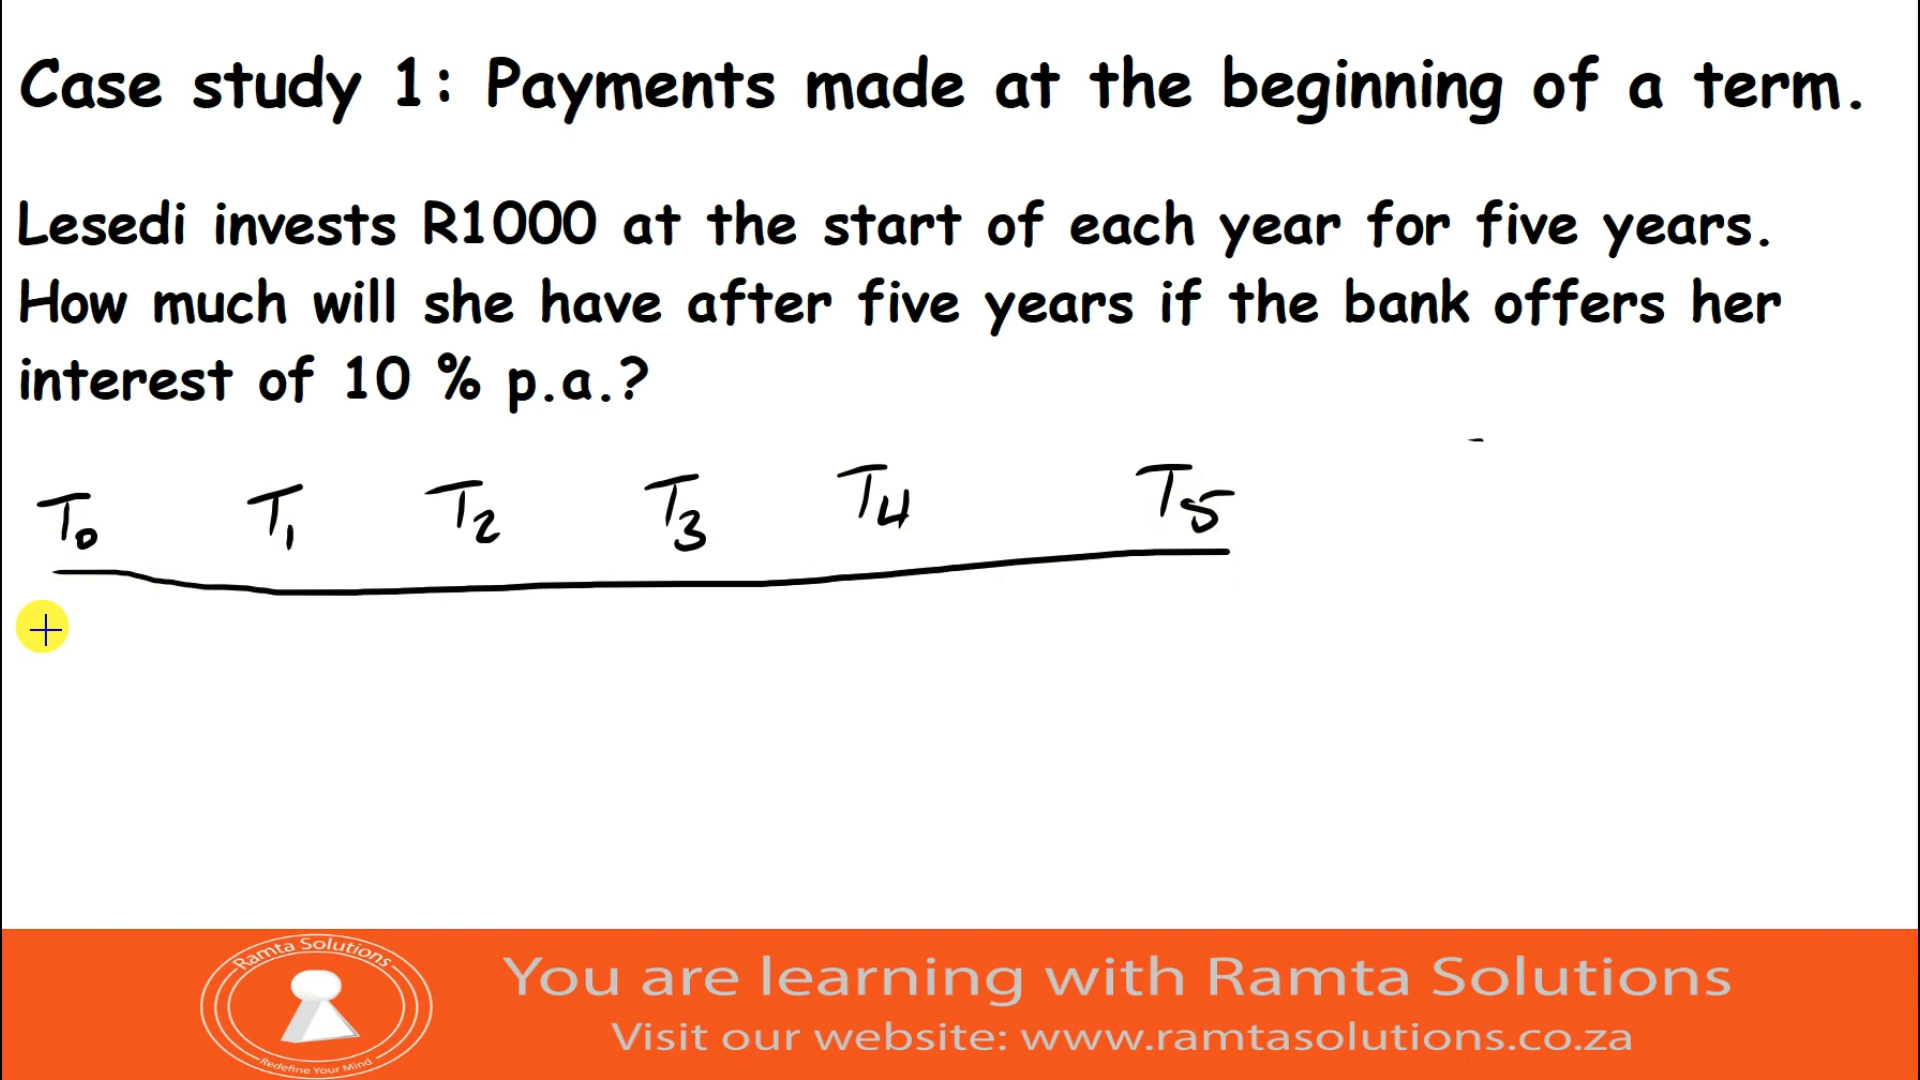 Case study 1: Payments made at the beginning of a term.
Lesedi invests R1000 at the start of each year for five years.
How much will she have after five years if the bank offers her
interest of 10 % p.a.?
T0 T1 T2 T3 T4 T5
Ramta Solutions
Redefine Your Mind
You are learning with Ramta Solutions
Visit our website: www.ramtasolutions.co.za